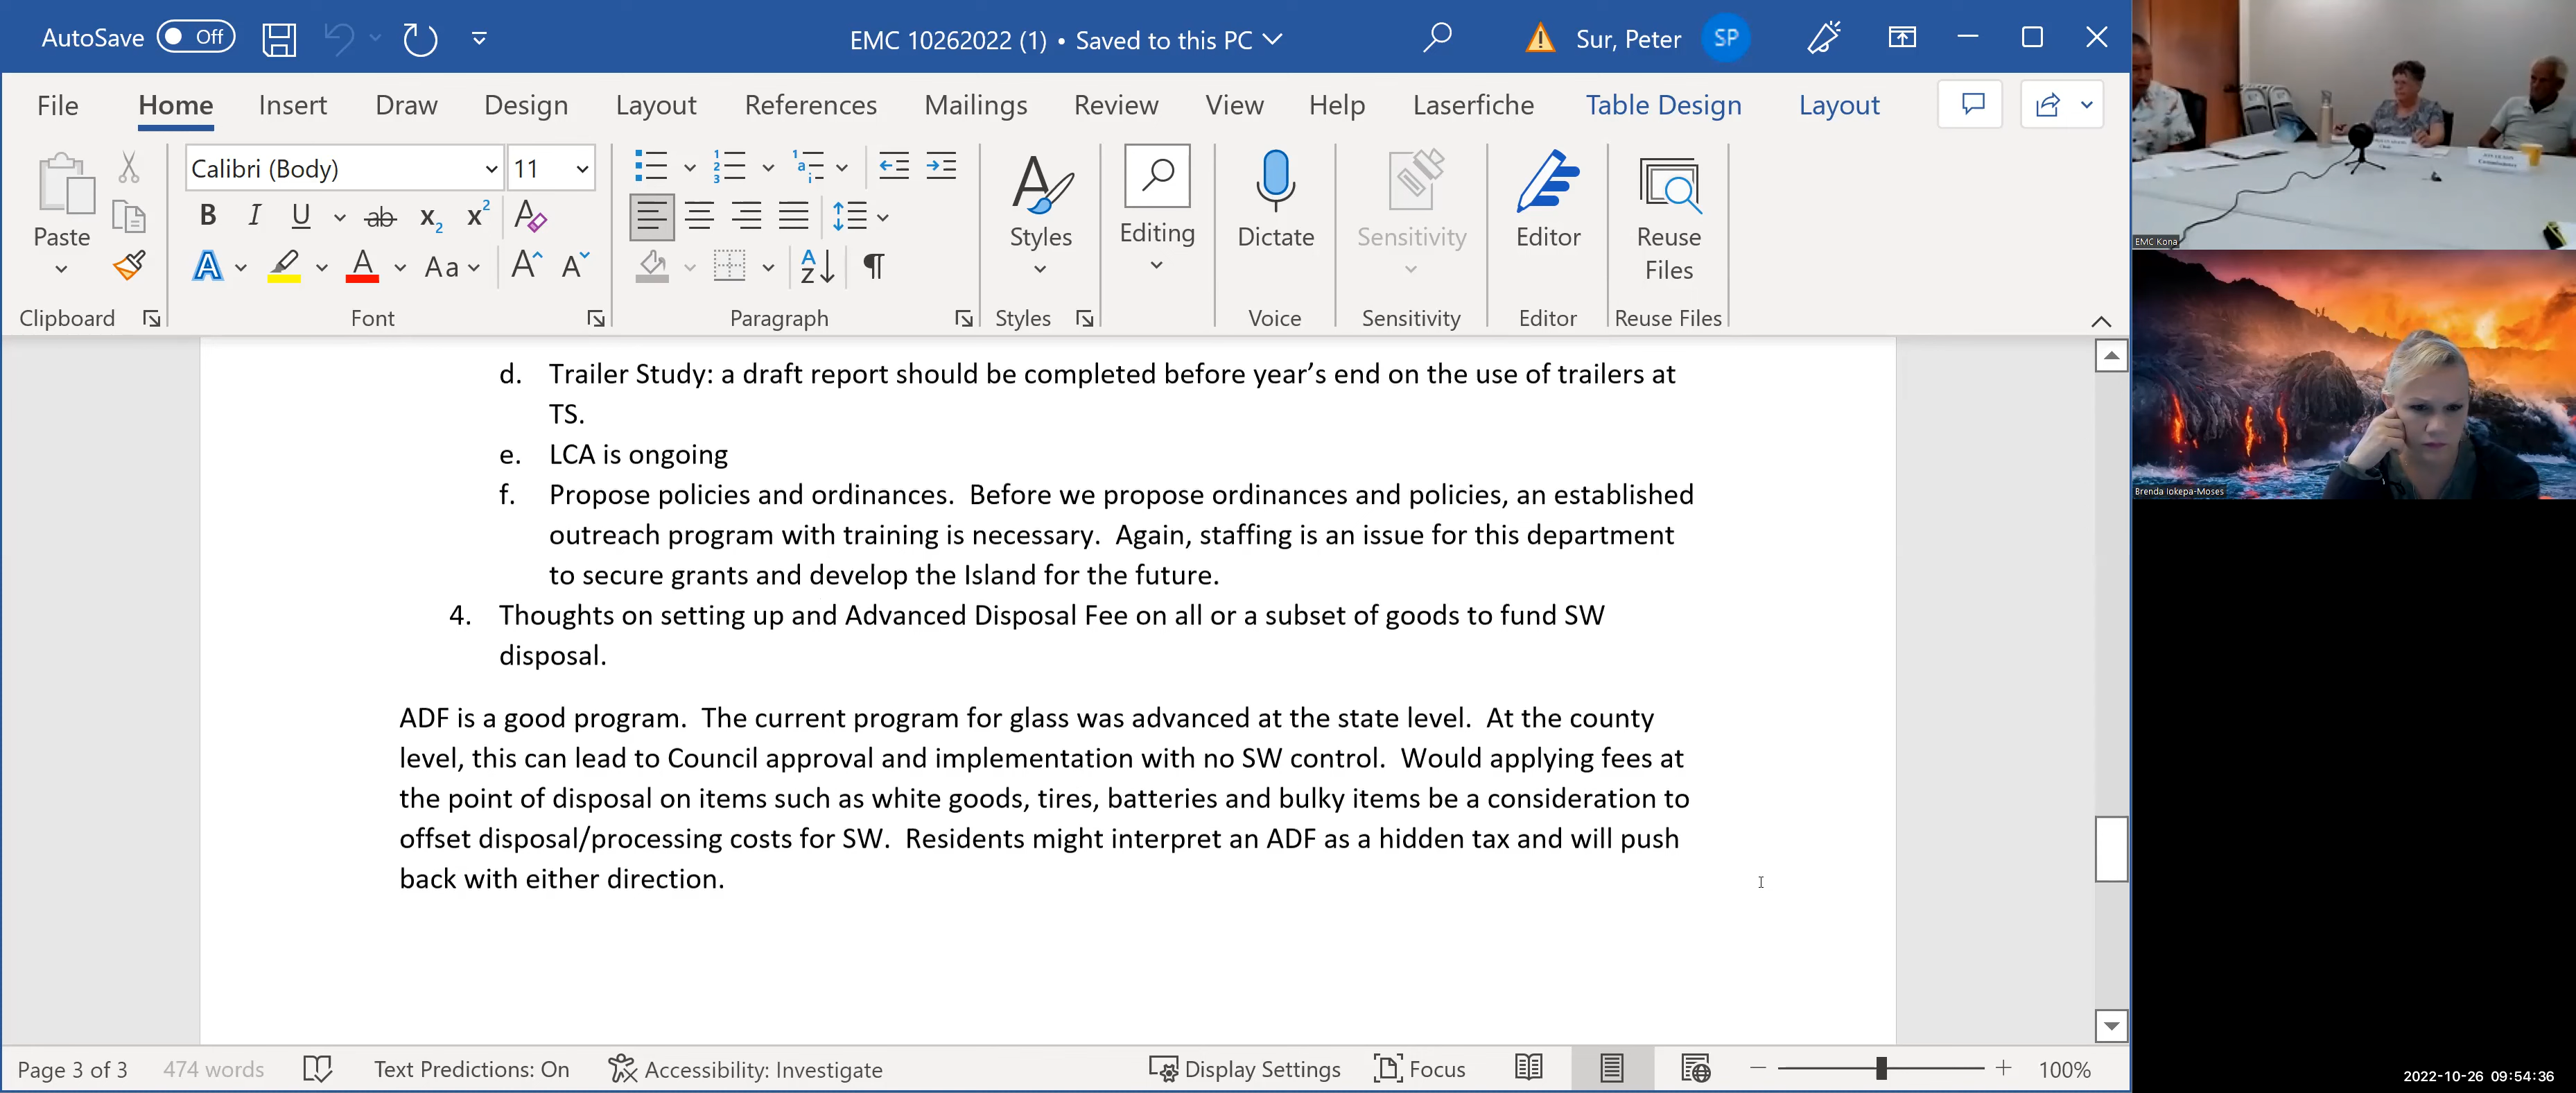 AutoSave Off
EMC 10262022 (1) • Saved to this PC
Sur, Peter SP
File Home Insert Draw Design Layout References Mailings Review View Help Laserfiche Table Design Layout
Calibri (Body) 11
Paste
Styles
Editing
Dictate
Sensitivity
Editor
Reuse Files
Clipboard Font Paragraph Styles Voice Sensitivity Editor Reuse Files
d. Trailer Study: a draft report should be completed before year’s end on the use of trailers at
TS.
e. LCA is ongoing
f. Propose policies and ordinances. Before we propose ordinances and policies, an established
outreach program with training is necessary. Again, staffing is an issue for this department
to secure grants and develop the Island for the future.
4. Thoughts on setting up and Advanced Disposal Fee on all or a subset of goods to fund SW
disposal.
ADF is a good program. The current program for glass was advanced at the state level. At the county
level, this can lead to Council approval and implementation with no SW control. Would applying fees at
the point of disposal on items such as white goods, tires, batteries and bulky items be a consideration to
offset disposal/processing costs for SW. Residents might interpret an ADF as a hidden tax and will push
back with either direction.
Page 3 of 3 474 words Text Predictions: On Accessibility: Investigate Display Settings Focus 100%
EMC Kona
Brenda Iokepa-Moses
2022-10-26 09:54:36